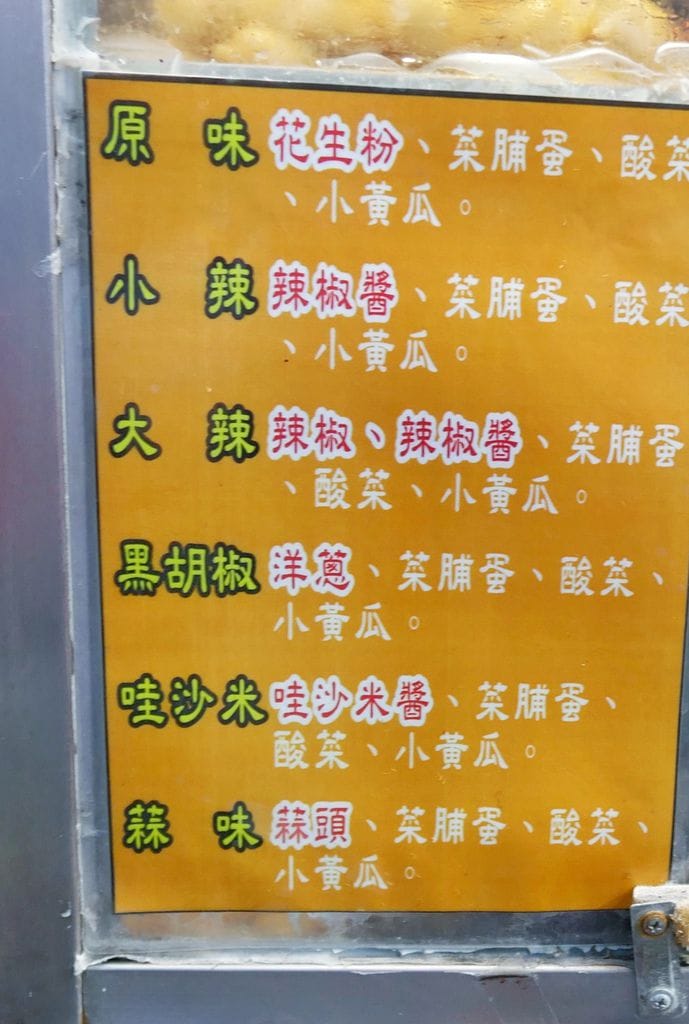 原味 花生粉、菜脯蛋、酸菜
、小黃瓜。
小辣 辣椒醬、菜脯蛋、酸菜
、小黃瓜。
大辣 辣椒、辣椒醬、菜脯蛋
、酸菜、小黃瓜。
黑胡椒 洋蔥、菜脯蛋、酸菜、
小黃瓜。
哇沙米 哇沙米醬、菜脯蛋、
酸菜、小黃瓜。
蒜味 蒜頭、菜脯蛋、酸菜、
小黃瓜。